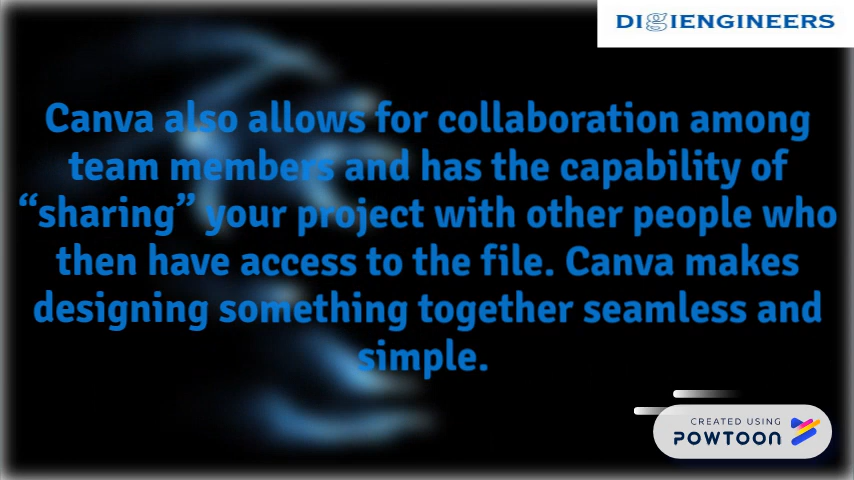 DIgIENGINEERS
Canva also allows for collaboration among
team members and has the capability of
“sharing” your project with other people who
then have access to the file. Canva makes
designing something together seamless and
simple.
CREATED USING
POWTOON